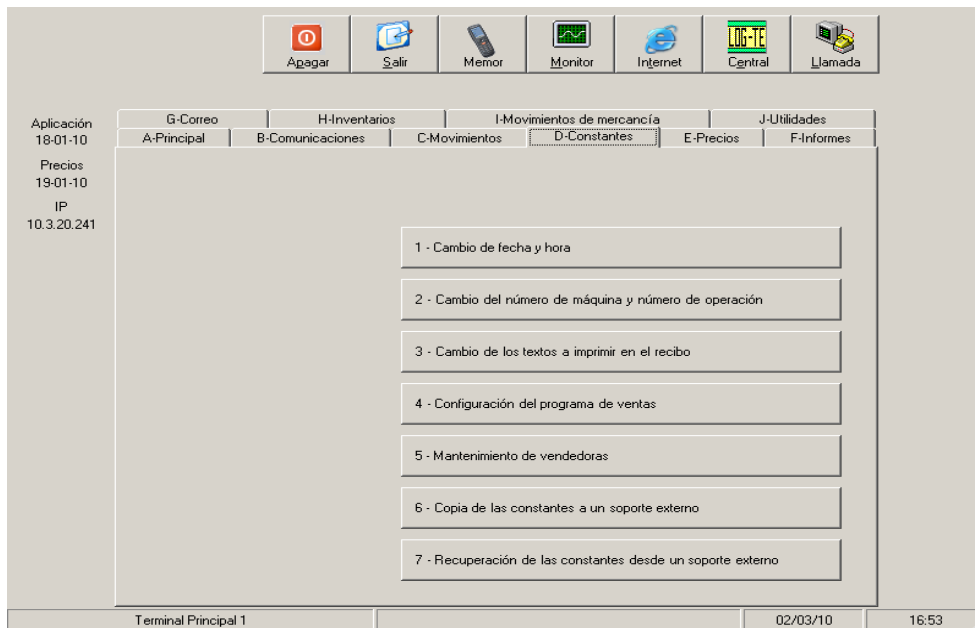 LOG-TE
Apagar Salir Memor Monitor Internet Central Llamada
Aplicación
18-01-10
Precios
19-01-10
IP
10.3.20.241
G-Correo H-Inventarios I-Movimientos de mercancía J-Utilidades
A-Principal B-Comunicaciones C-Movimientos D-Constantes E-Precios F-Informes
1 - Cambio de fecha y hora
2 - Cambio del número de máquina y número de operación
3 - Cambio de los textos a imprimir en el recibo
4 - Configuración del programa de ventas
5 - Mantenimiento de vendedoras
6 - Copia de las constantes a un soporte externo
7 - Recuperación de las constantes desde un soporte externo
Terminal Principal 1 02/03/10 16:53